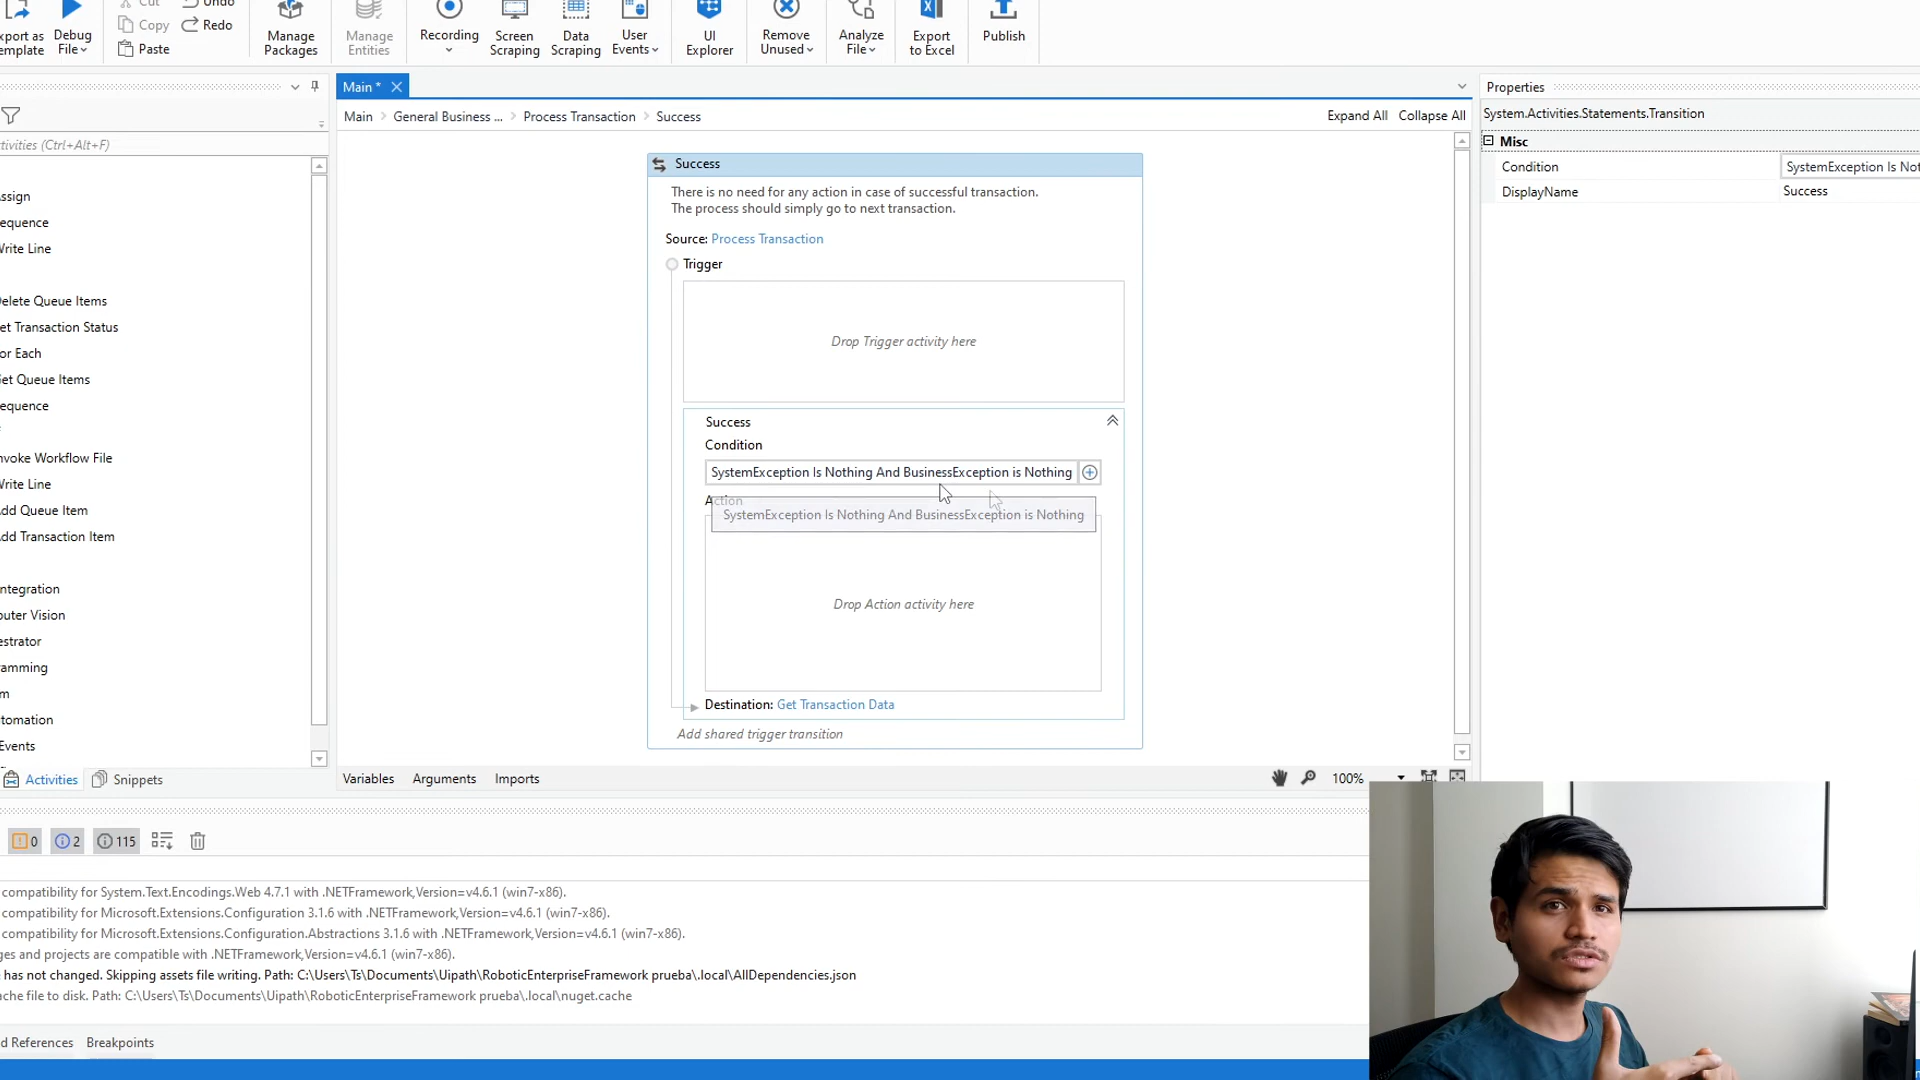 xport as
emplate
Debug
File
Cut
Copy
Paste
Undo
Redo
Manage
Packages
Manage
Entities
Recording
Screen
Scraping
Data
Scraping
User
Events
UI
Explorer
Remove
Unused
Analyze
File
Export
to Excel
Publish
tivities (Ctrl+Alt+F)
ssign
equence
Write Line
Delete Queue Items
et Transaction Status
or Each
Get Queue Items
equence
nvoke Workflow File
Write Line
Add Queue Item
Add Transaction Item
ntegration
outer Vision
estrator
ramming
m
tomation
Events
Activities
Snippets
Main *
Main > General Business ... > Process Transaction > Success
Expand All Collapse All
Success
There is no need for any action in case of successful transaction.
The process should simply go to next transaction.
Source: Process Transaction
Trigger
Drop Trigger activity here
Success
Condition
SystemException Is Nothing And BusinessException is Nothing
Action
SystemException Is Nothing And BusinessException is Nothing
Drop Action activity here
Destination: Get Transaction Data
Add shared trigger transition
Variables Arguments Imports
100%
Properties
System.Activities.Statements.Transition
Misc
Condition SystemException Is Not
DisplayName Success
0 2 115
compatibility for System.Text.Encodings.Web 4.7.1 with .NETFramework,Version=v4.6.1 (win7-x86).
compatibility for Microsoft.Extensions.Configuration 3.1.6 with .NETFramework,Version=v4.6.1 (win7-x86).
compatibility for Microsoft.Extensions.Configuration.Abstractions 3.1.6 with .NETFramework,Version=v4.6.1 (win7-x86).
ges and projects are compatible with .NETFramework,Version=v4.6.1 (win7-x86).
has not changed. Skipping assets file writing. Path: C:\Users\Ts\Documents\Uipath\RoboticEnterpriseFramework prueba\.local\AllDependencies.json
ache file to disk. Path: C:\Users\Ts\Documents\Uipath\RoboticEnterpriseFramework prueba\.local\nuget.cache
d References
Breakpoints